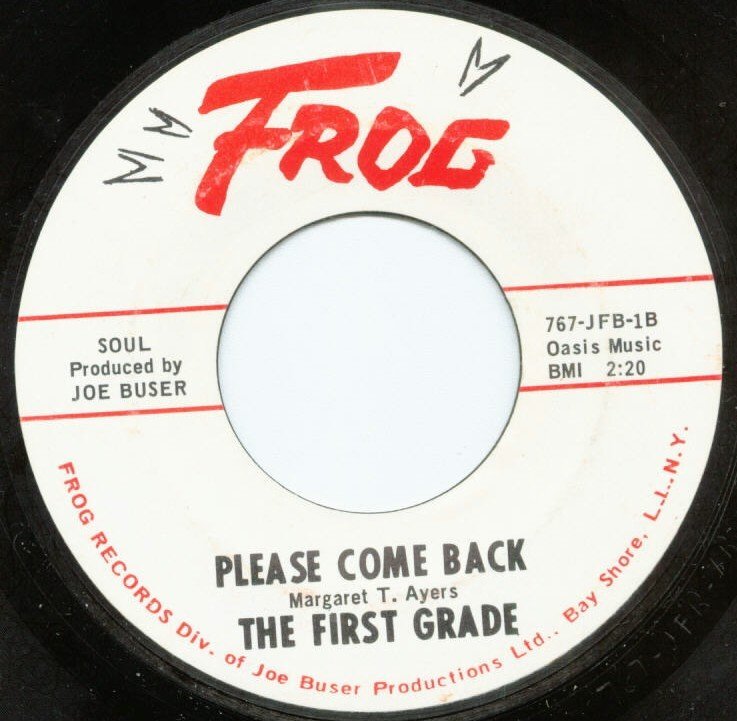 FROG
SOUL
Produced by
JOE BUSER
767-JFB-1B
Oasis Music
BMI 2:20
PLEASE COME BACK
Margaret T. Ayers
THE FIRST GRADE
FROG RECORDS Div. of Joe Buser Productions Ltd., Bay Shore, L.I., N.Y.